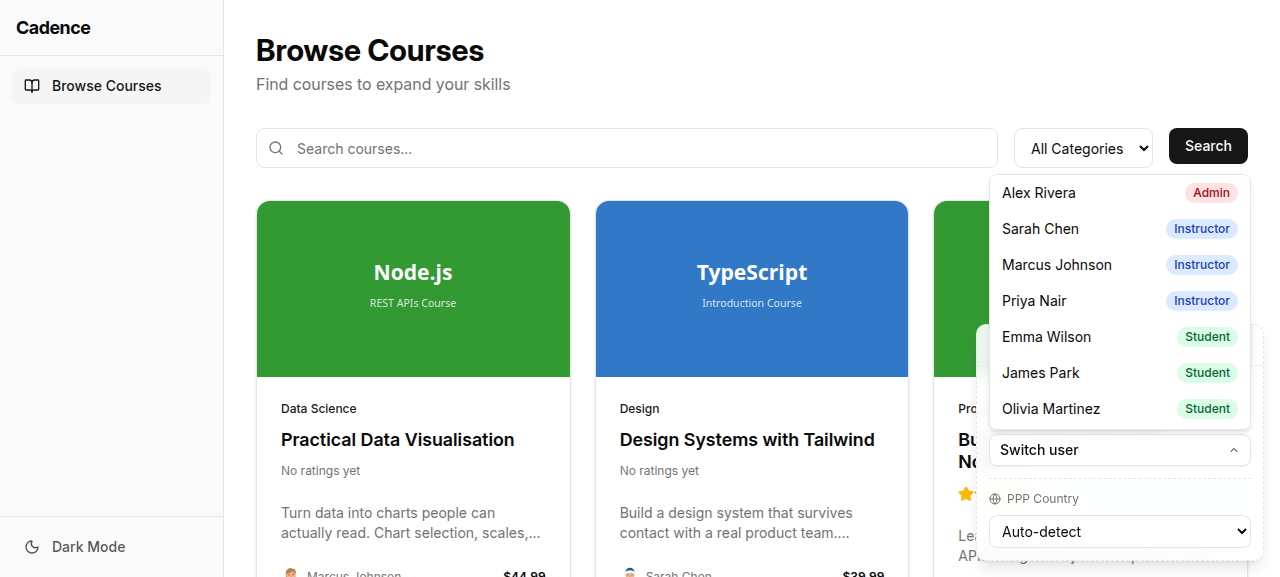 Cadence
Browse Courses
Dark Mode
Browse Courses
Find courses to expand your skills
Search courses...
All Categories
Search
Node.js
REST APIs Course
Data Science
Practical Data Visualisation
No ratings yet
Turn data into charts people can
actually read. Chart selection, scales,...
Marcus Johnson $44.99
TypeScript
Introduction Course
Design
Design Systems with Tailwind
No ratings yet
Build a design system that survives
contact with a real product team....
Sarah Chen $39.99
Alex Rivera Admin
Sarah Chen Instructor
Marcus Johnson Instructor
Priya Nair Instructor
Emma Wilson Student
James Park Student
Olivia Martinez Student
Switch user
PPP Country
Auto-detect